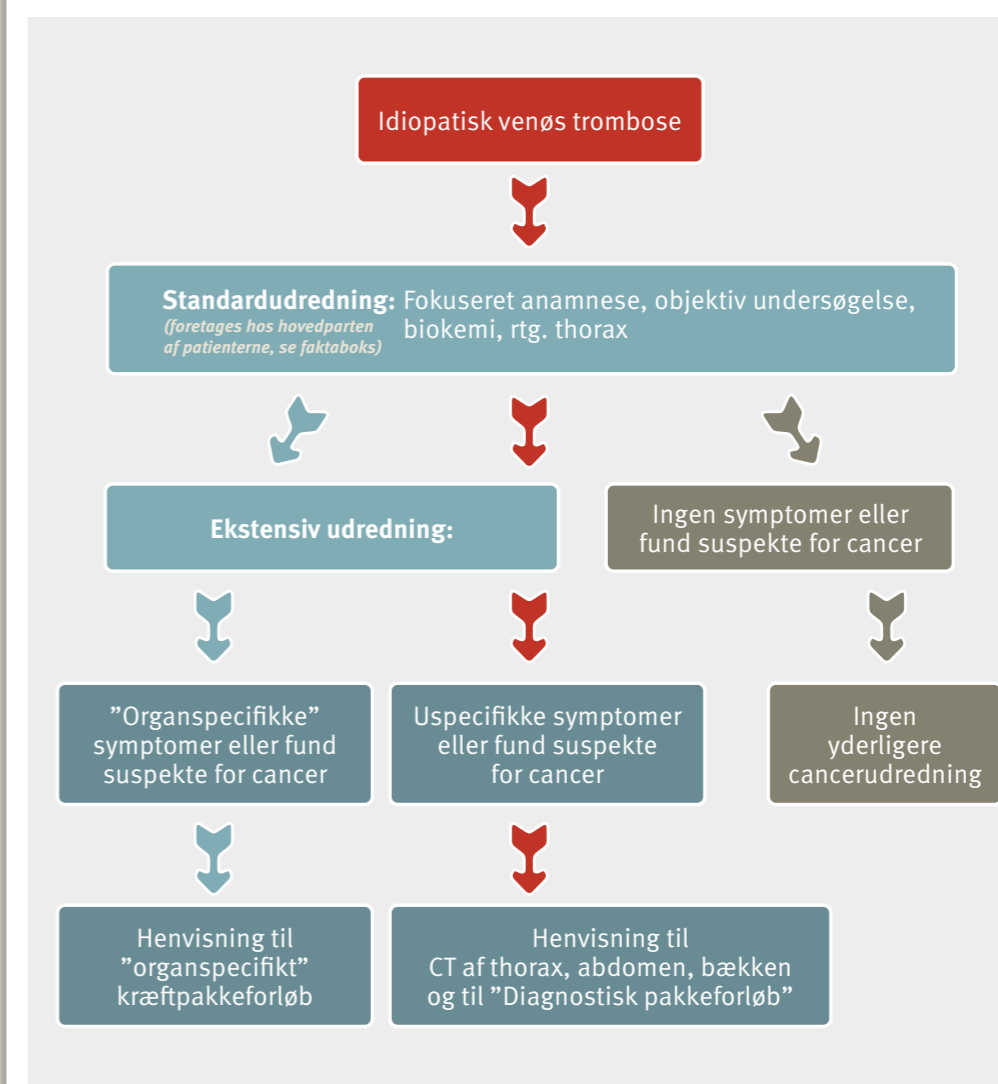 Idiopatisk venøs trombose
Standardudredning: Fokuseret anamnese, objektiv undersøgelse,
(foretages hos hovedparten biokemi, rtg. thorax
af patienterne, se faktaboks)
Ekstensiv udredning:
Ingen symptomer eller
fund suspekte for cancer
”Organspecifikke”
symptomer eller fund
suspekte for cancer
Uspecifikke symptomer
eller fund suspekte
for cancer
Ingen
yderligere
cancerudredning
Henvisning til
”organspecifikt”
kræftpakkeforløb
Henvisning til
CT af thorax, abdomen, bækken
og til ”Diagnostisk pakkeforløb”